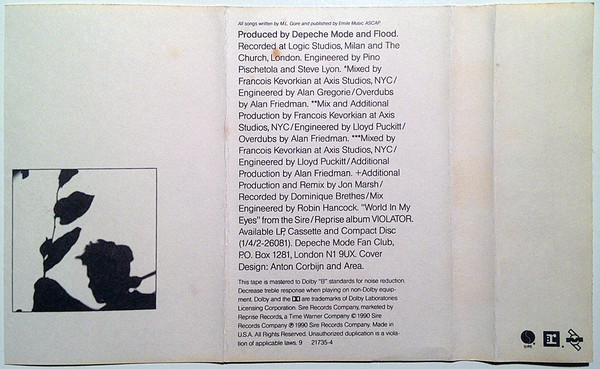 All songs written by M.L. Gore and published by Emile Music ASCAP.
Produced by Depeche Mode and Flood.
Recorded at Logic Studios, Milan and The
Church, London. Engineered by Pino
Pischetola and Steve Lyon. *Mixed by
Francois Kevorkian at Axis Studios, NYC/
Engineered by Alan Gregorie/Overdubs
by Alan Friedman. **Mix and Additional
Production by Francois Kevorkian at Axis
Studios, NYC/Engineered by Lloyd Puckitt/
Overdubs by Alan Friedman. ***Mixed by
Francois Kevorkian at Axis Studios, NYC/
Engineered by Lloyd Puckitt/Additional
Production by Alan Friedman. +Additional
Production and Remix by Jon Marsh/
Recorded by Dominique Brethes/Mix
Engineered by Robin Hancock. "World In My
Eyes" from the Sire/Reprise album VIOLATOR.
Available LP, Cassette and Compact Disc
(1/4/2-26081). Depeche Mode Fan Club,
P.O. Box 1281, London N1 9UX. Cover
Design: Anton Corbijn and Area.
This tape is mastered to Dolby "B" standards for noise reduction.
Decrease treble response when playing on non-Dolby equip-
ment. Dolby and the are trademarks of Dolby Laboratories
Licensing Corporation. Sire Records Company, marketed by
Reprise Records, a Time Warner Company © 1990 Sire
Records Company ℗ 1990 Sire Records Company. Made in
U.S.A. All Rights Reserved. Unauthorized duplication is a viola-
tion of applicable laws. 9 21735-4
SIRE